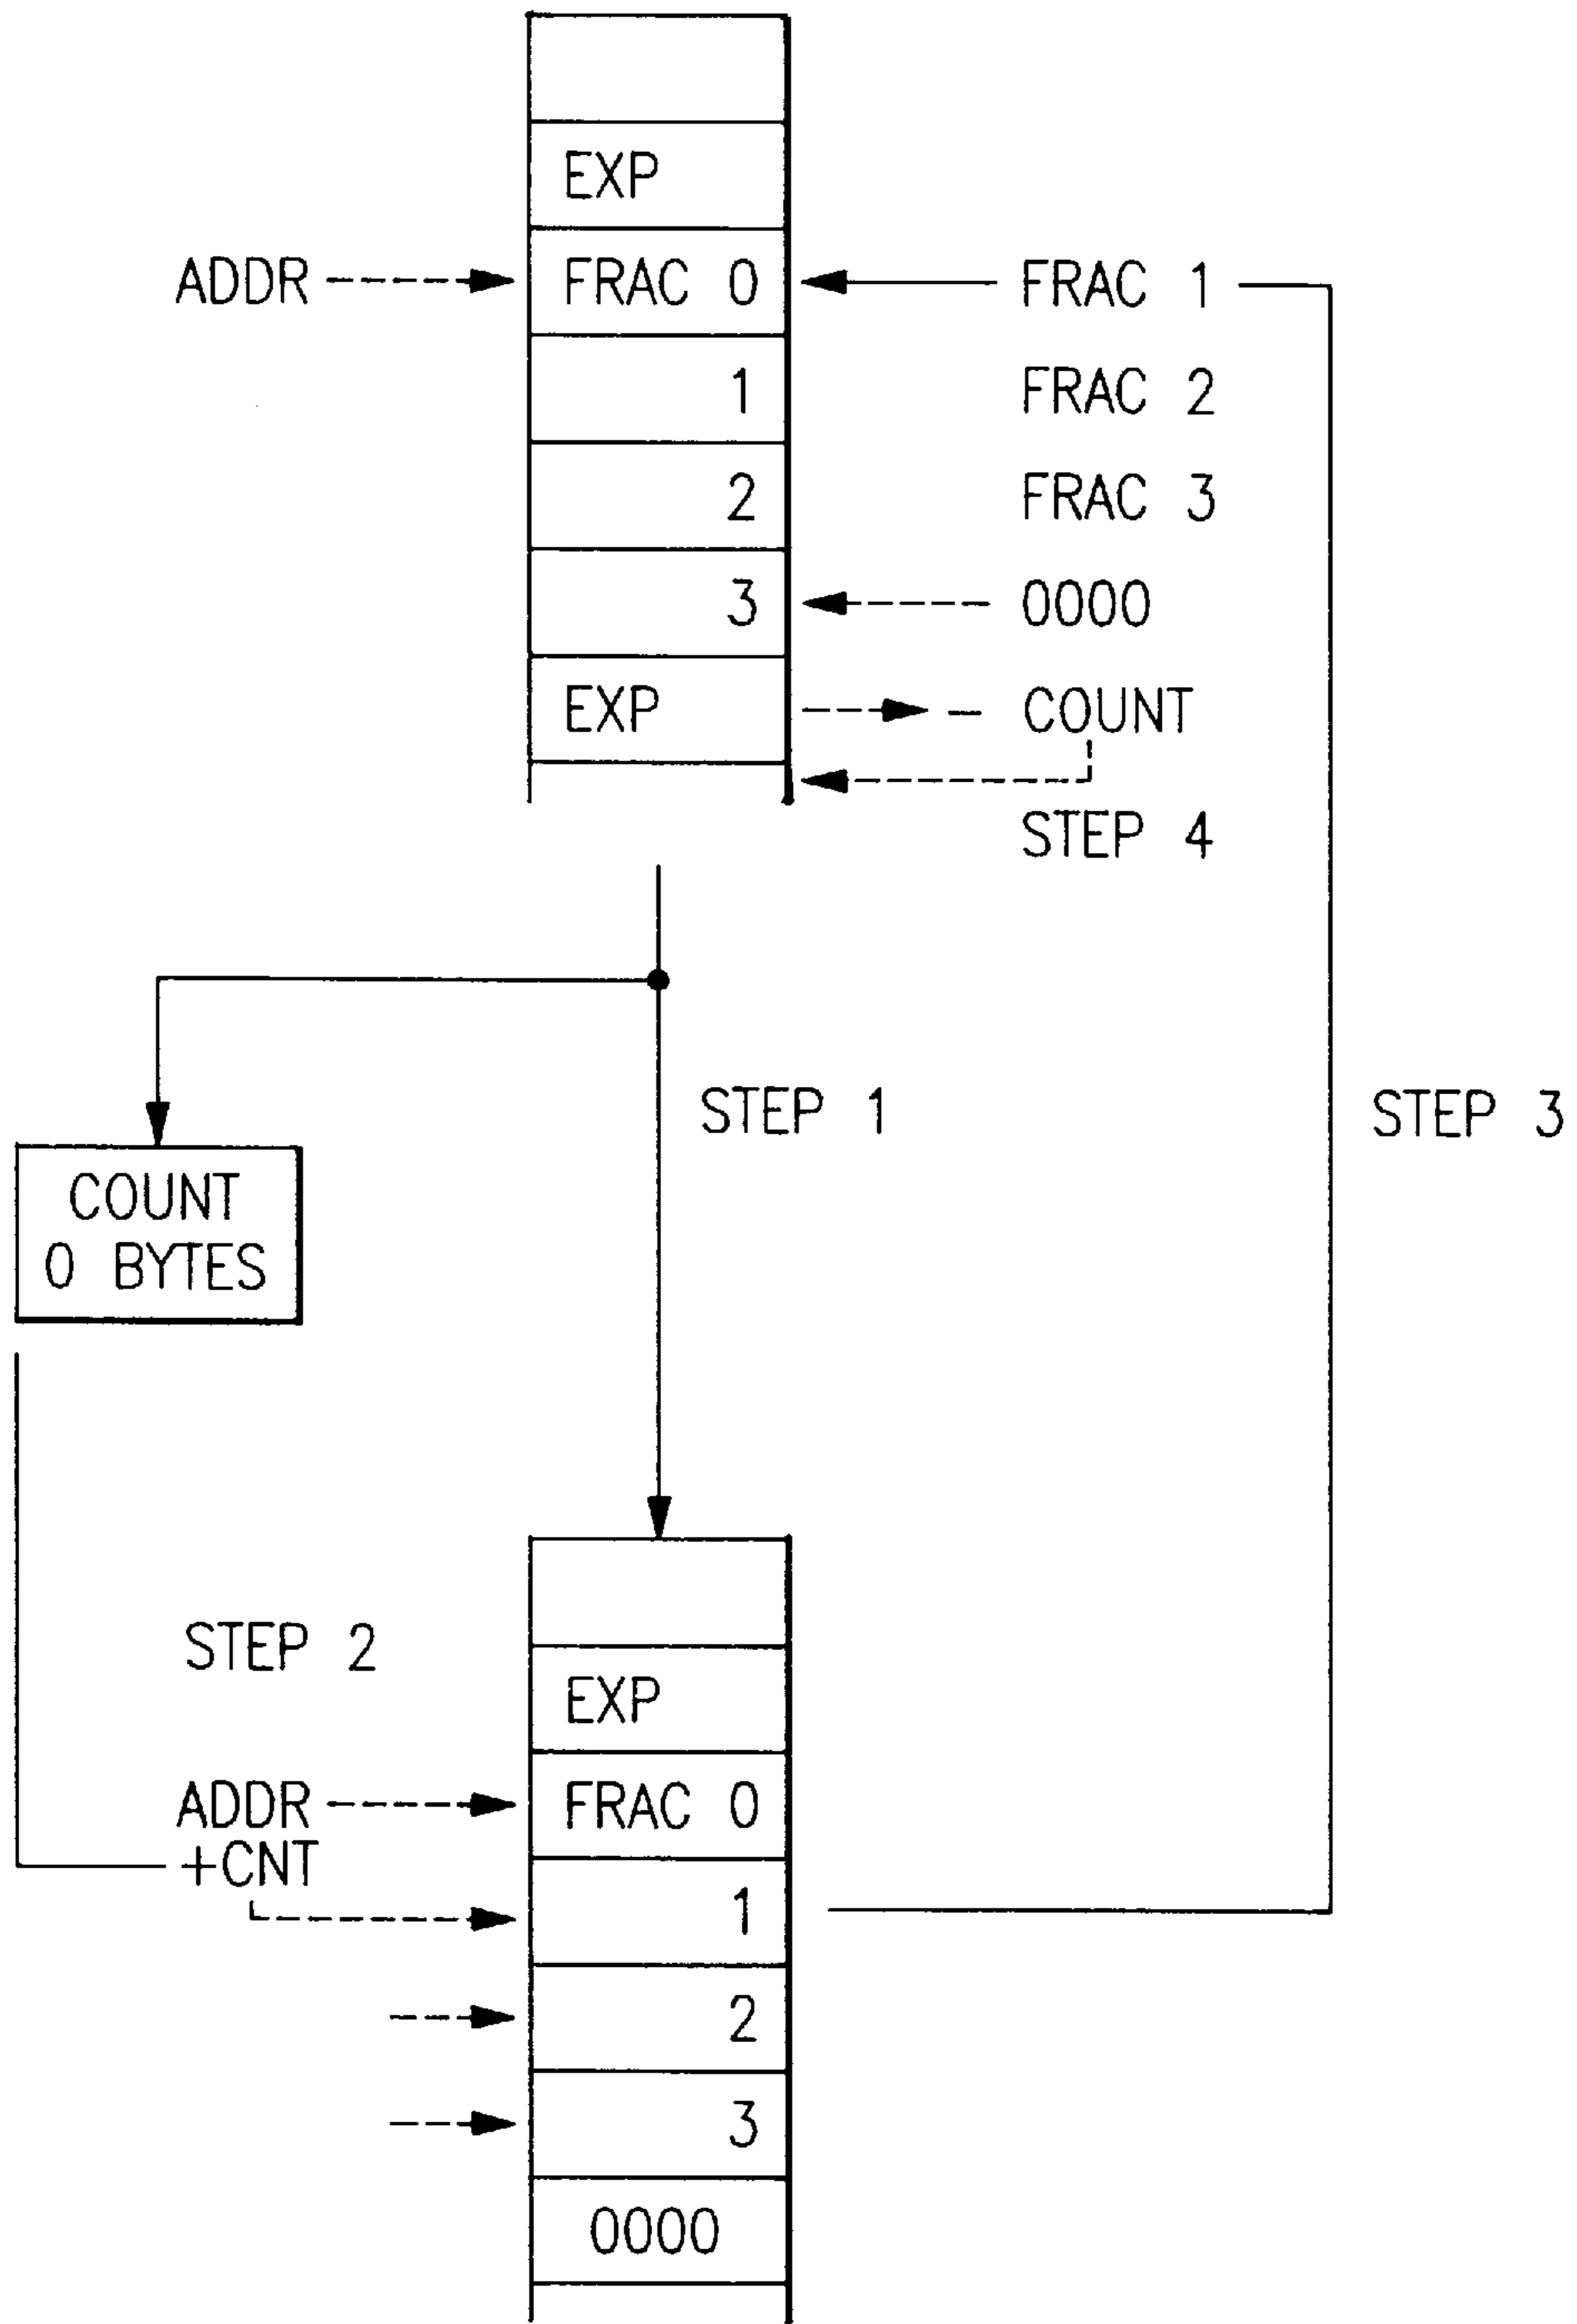 EXP
ADDR FRAC 0 FRAC 1
1 FRAC 2
2 FRAC 3
3 0000
EXP - COUNT
STEP 4
STEP 1 STEP 3
COUNT
0 BYTES
STEP 2
EXP
ADDR FRAC 0
+CNT
1
2
3
0000